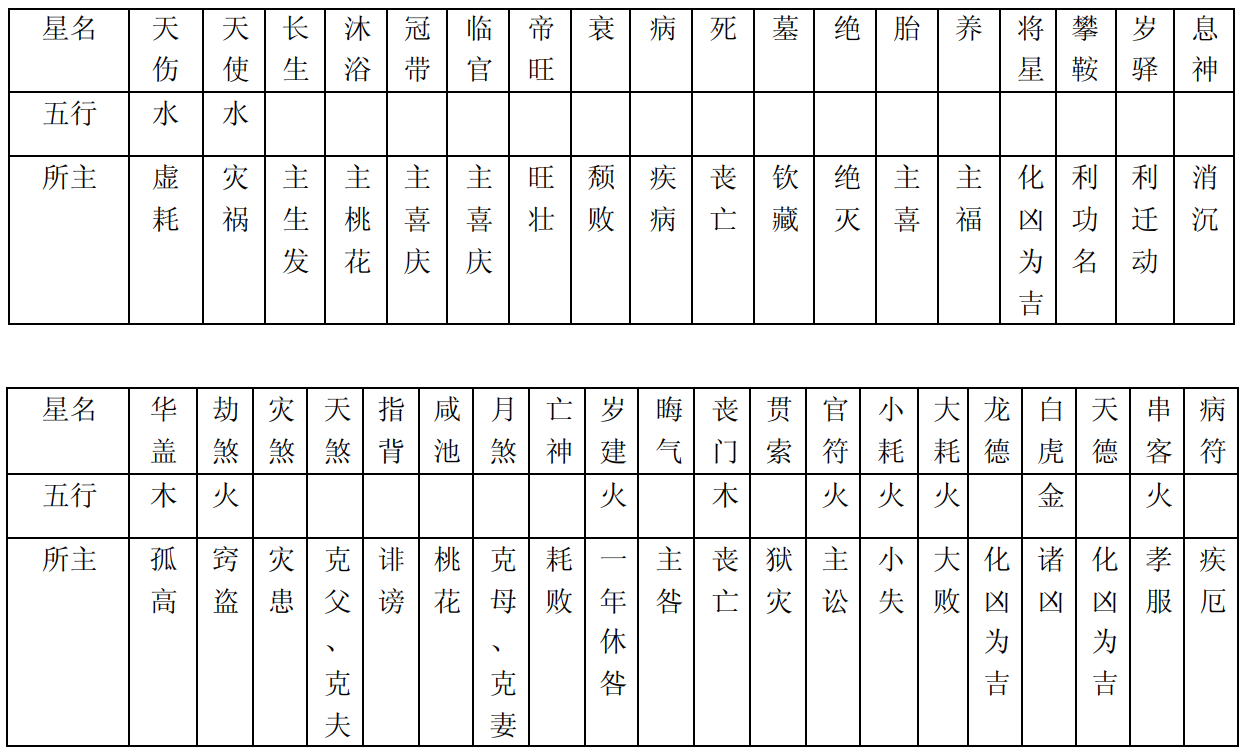 星名 天伤 天使 长生 沐浴 冠带 临官 帝旺 衰 病 死 墓 绝 胎 养 将星 攀鞍 岁驿 息神
五行 水 水
所主 虚耗 灾祸 主生发 主桃花 主喜庆 主喜庆 旺壮 颓败 疾病 丧亡 钦藏 绝灭 主喜 主福 化凶为吉 利功名 利迁动 消沉
星名 华盖 劫煞 灾煞 天煞 指背 咸池 月煞 亡神 岁建 晦气 丧门 贯索 官符 小耗 大耗 龙德 白虎 天德 串客 病符
五行 木 火 火 木 火 火 火 金 火
所主 孤高 窍盗 灾患 克父、克夫 诽谤 桃花 克母、克妻 耗败 一年休咎 主咎 丧亡 狱灾 主讼 小失 大败 化凶为吉 诸凶 化凶为吉 孝服 疾厄